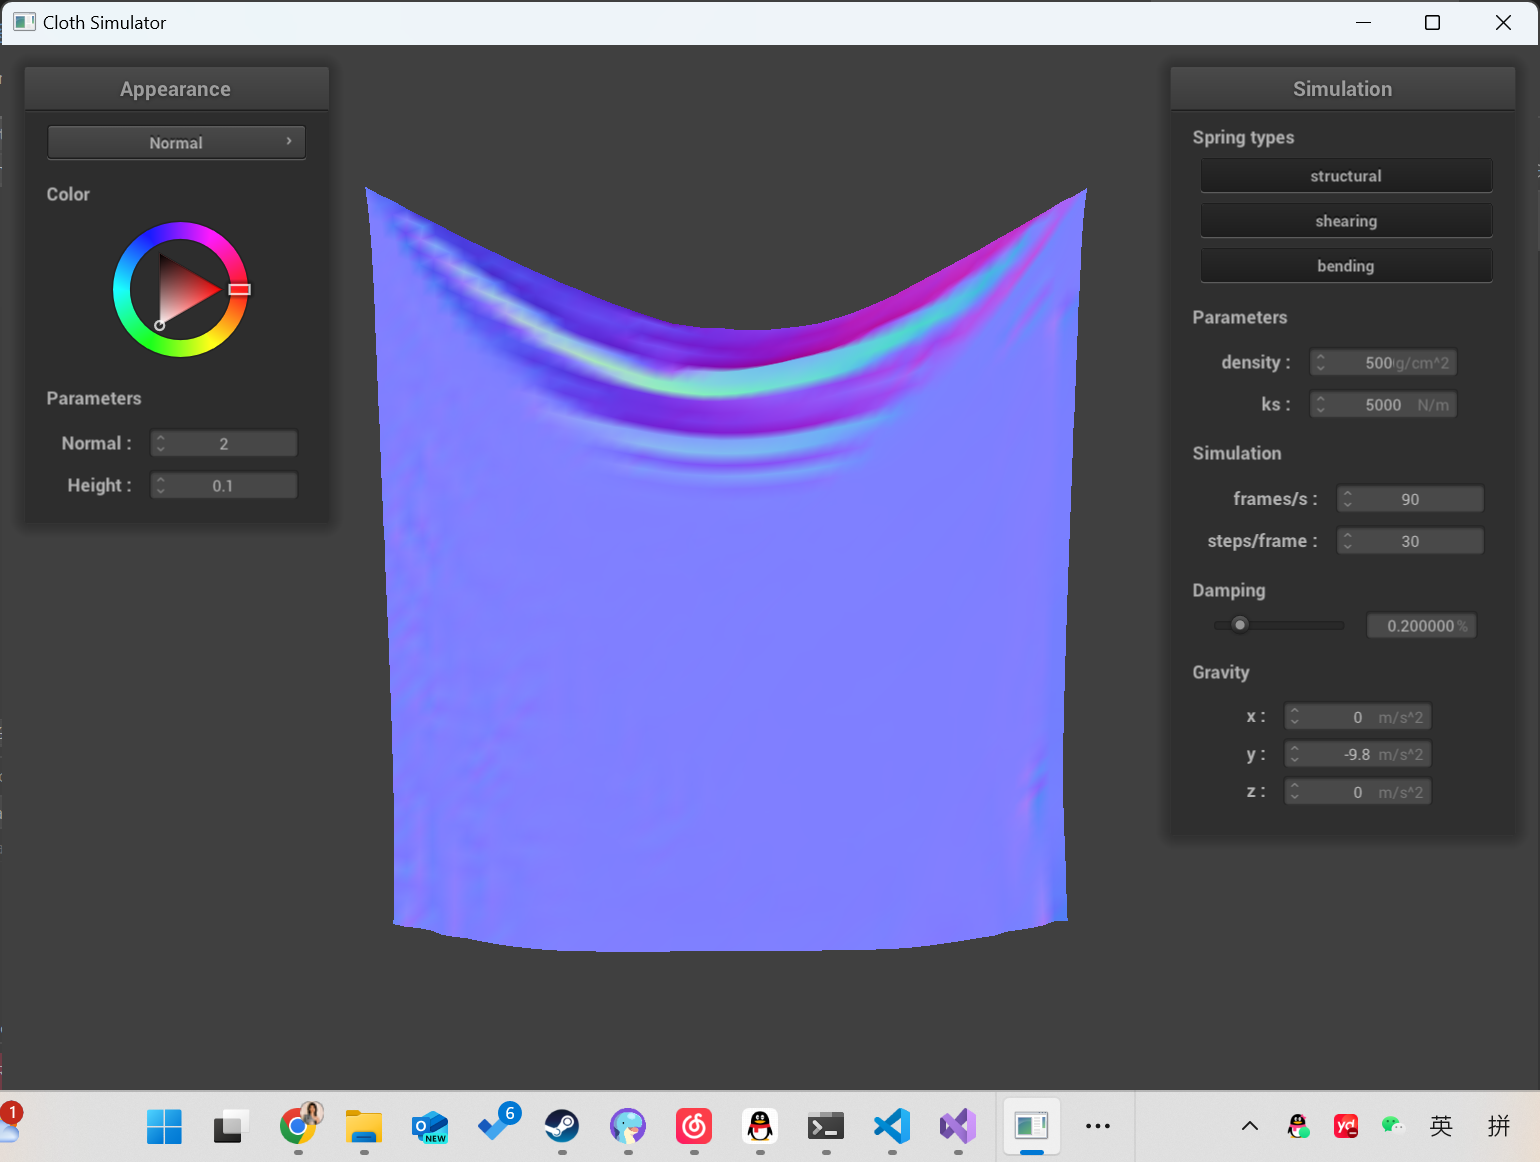 Cloth Simulator
Appearance
Normal
Color
Parameters
Normal : 2
Height : 0.1
Simulation
Spring types
structural
shearing
bending
Parameters
density : 500 g/cm^2
ks : 5000 N/m
Simulation
frames/s : 90
steps/frame : 30
Damping
0.200000 %
Gravity
x : 0 m/s^2
y : -9.8 m/s^2
z : 0 m/s^2
1
NEW
6
yd
英
拼